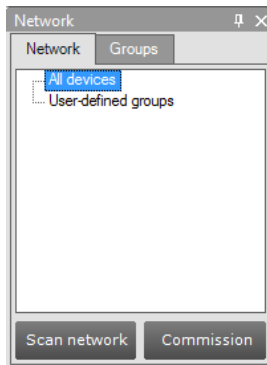 Network
Network Groups
All devices
User-defined groups
Scan network Commission